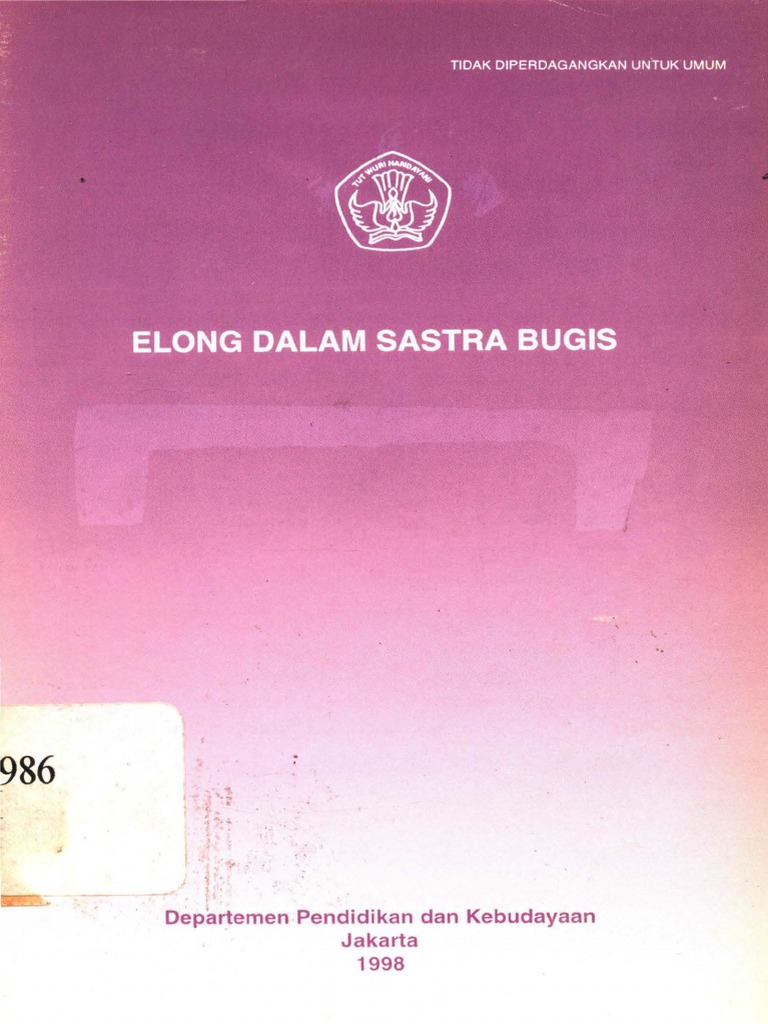 TIDAK DIPERDAGANGKAN UNTUK UMUM
TUT WURI HANDAYANI
ELONG DALAM SASTRA BUGIS
986
Departemen Pendidikan dan Kebudayaan
Jakarta
1998